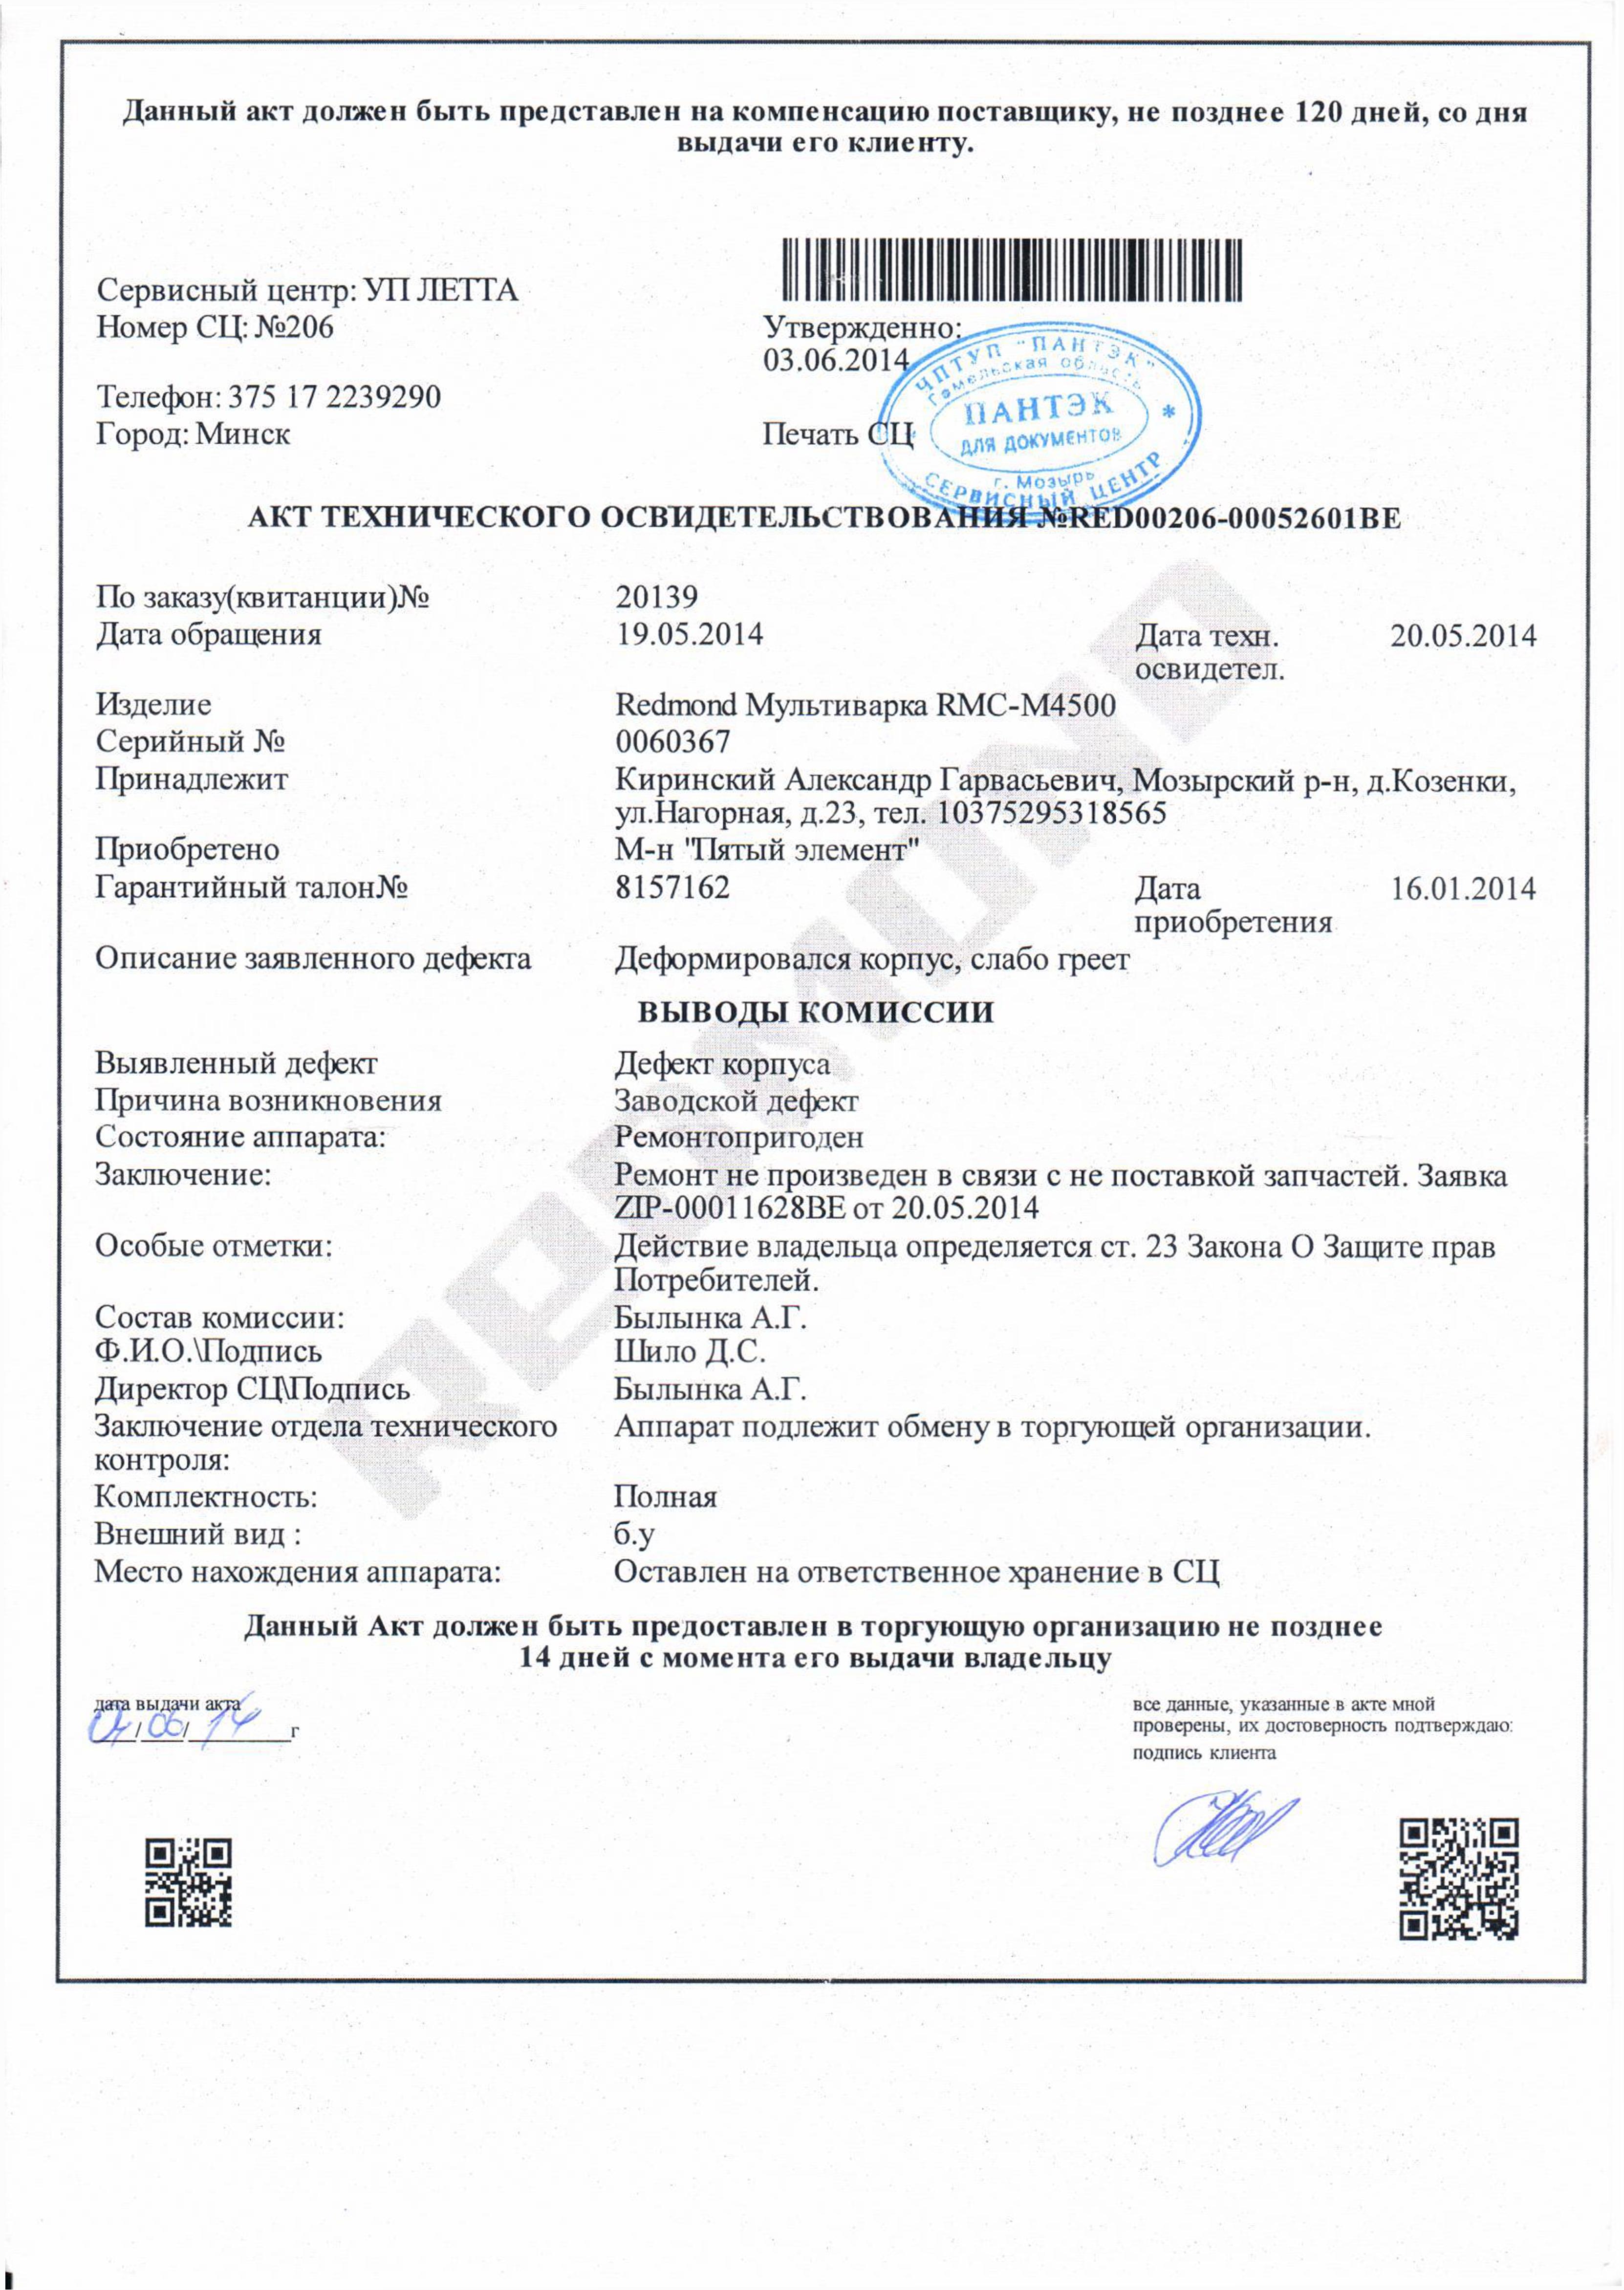 Данный акт должен быть представлен на компенсацию поставщику, не позднее 120 дней, со дня
выдачи его клиенту.
Сервисный центр: УП ЛЕТТА
Номер СЦ: №206
Утвержденно:
03.06.2014
Телефон: 375 17 2239290
Город: Минск
Печать СЦ
ЧПТУП "ПАНТЭК"
Гомельская область
ПАНТЭК
ДЛЯ ДОКУМЕНТОВ
г. Мозырь
СЕРВИСНЫЙ ЦЕНТР
АКТ ТЕХНИЧЕСКОГО ОСВИДЕТЕЛЬСТВОВАНИЯ №RED00206-00052601BE
По заказу(квитанции)№ 20139
Дата обращения 19.05.2014 Дата техн. 20.05.2014
освидетел.
Изделие Redmond Мультиварка RMC-M4500
Серийный № 0060367
Принадлежит Киринский Александр Гарвасьевич, Мозырский р-н, д.Козенки,
ул.Нагорная, д.23, тел. 10375295318565
Приобретено М-н "Пятый элемент"
Гарантийный талон№ 8157162 Дата 16.01.2014
приобретения
Описание заявленного дефекта Деформировался корпус, слабо греет
ВЫВОДЫ КОМИССИИ
Выявленный дефект Дефект корпуса
Причина возникновения Заводской дефект
Состояние аппарата: Ремонтопригоден
Заключение: Ремонт не произведен в связи с не поставкой запчастей. Заявка
ZIP-00011628BE от 20.05.2014
Особые отметки: Действие владельца определяется ст. 23 Закона О Защите прав
Потребителей.
Состав комиссии: Былынка А.Г.
Ф.И.О.\Подпись Шило Д.С.
Директор СЦ\Подпись Былынка А.Г.
Заключение отдела технического Аппарат подлежит обмену в торгующей организации.
контроля:
Комплектность: Полная
Внешний вид : б.у
Место нахождения аппарата: Оставлен на ответственное хранение в СЦ
Данный Акт должен быть предоставлен в торгующую организацию не позднее
14 дней с момента его выдачи владельцу
дата выдачи акта
04/06/14 г
все данные, указанные в акте мной
проверены, их достоверность подтверждаю:
подпись клиента
REDMOND